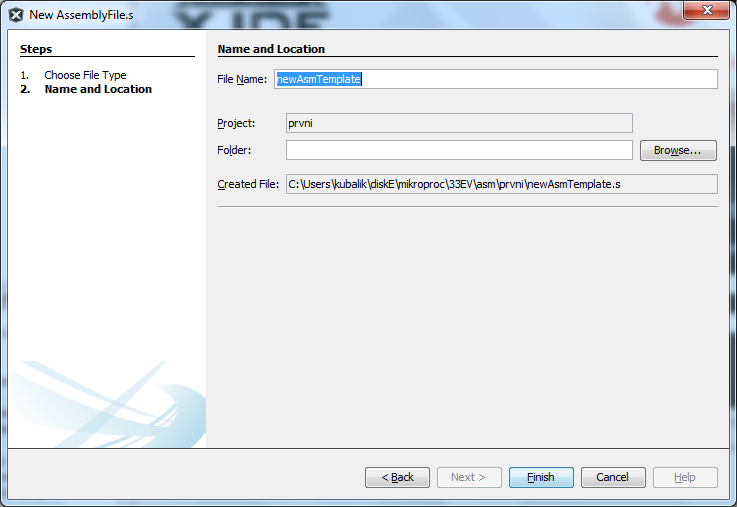 New AssemblyFile.s
X IDE
Steps
1. Choose File Type
2. Name and Location
Name and Location
File Name: newAsmTemplate
Project: prvni
Folder: Browse...
Created File: C:\Users\kubalik\diskE\mikroproc\33EV\asm\prvni\newAsmTemplate.s
< Back Next > Finish Cancel Help